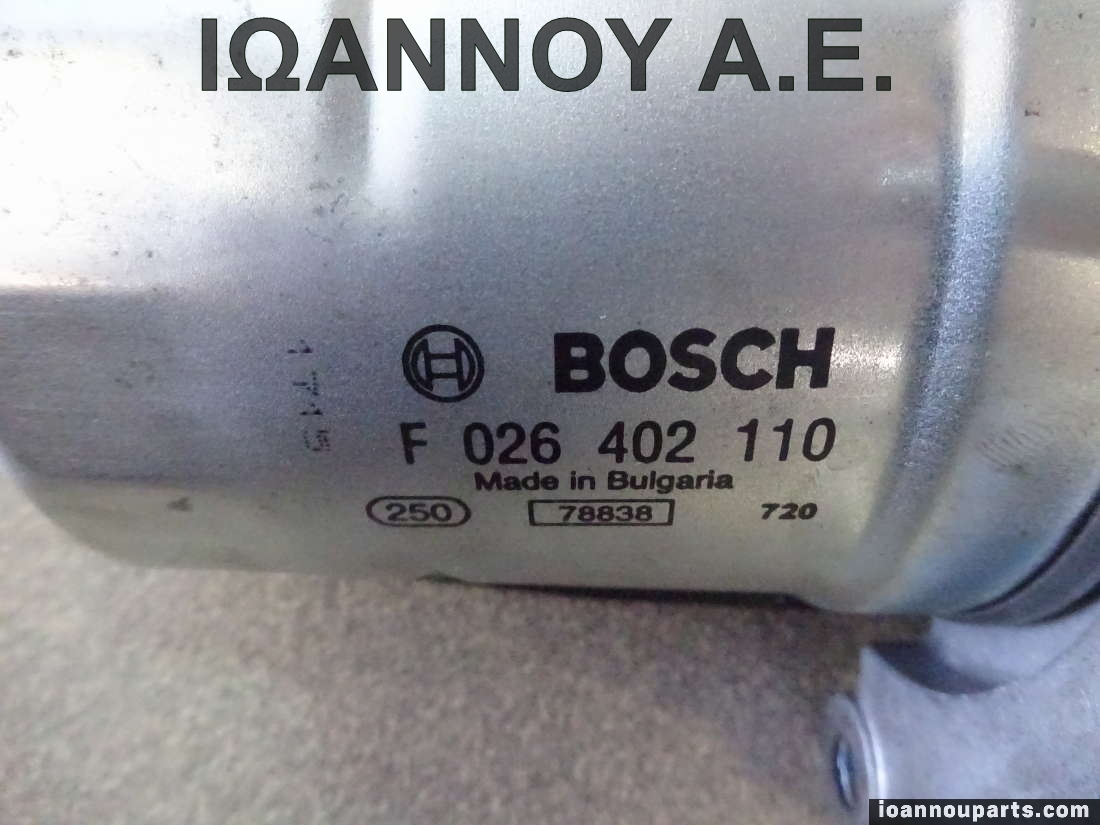 ΙΩΑΝΝΟΥ Α.Ε.
BOSCH
F 026 402 110
Made in Bulgaria
250 78838 720
ioannouparts.com